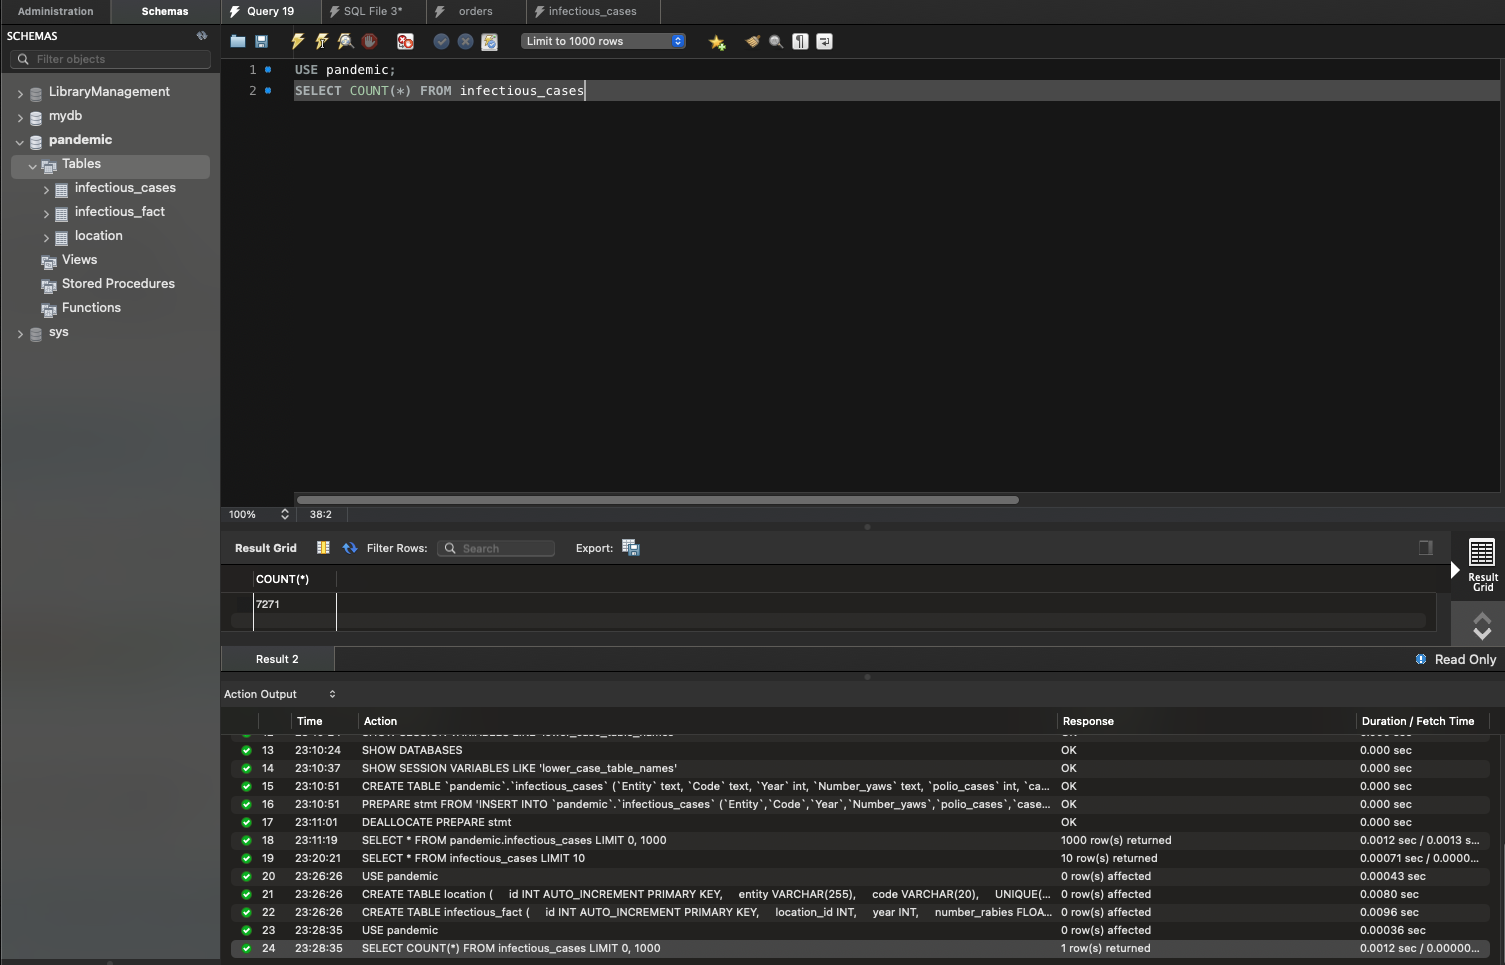 Administration Schemas Query 19 SQL File 3* orders infectious_cases
SCHEMAS
Filter objects
LibraryManagement
mydb
pandemic
Tables
infectious_cases
infectious_fact
location
Views
Stored Procedures
Functions
sys
Limit to 1000 rows
1 USE pandemic;
2 SELECT COUNT(*) FROM infectious_cases
100% 38:2
Result Grid Filter Rows: Search Export:
COUNT(*)
7271
Result
Grid
Result 2 Read Only
Action Output
Time Action Response Duration / Fetch Time
13 23:10:24 SHOW DATABASES OK 0.000 sec
14 23:10:37 SHOW SESSION VARIABLES LIKE 'lower_case_table_names' OK 0.000 sec
15 23:10:51 CREATE TABLE `pandemic`.`infectious_cases` (`Entity` text, `Code` text, `Year` int, `Number_yaws` text, `polio_cases` int, `ca... OK 0.000 sec
16 23:10:51 PREPARE stmt FROM 'INSERT INTO `pandemic`.`infectious_cases` (`Entity`,`Code`,`Year`,`Number_yaws`,`polio_cases`,`case... OK 0.000 sec
17 23:11:01 DEALLOCATE PREPARE stmt OK 0.000 sec
18 23:11:19 SELECT * FROM pandemic.infectious_cases LIMIT 0, 1000 1000 row(s) returned 0.0012 sec / 0.0013 s...
19 23:20:21 SELECT * FROM infectious_cases LIMIT 10 10 row(s) returned 0.00071 sec / 0.0000...
20 23:26:26 USE pandemic 0 row(s) affected 0.00043 sec
21 23:26:26 CREATE TABLE location ( id INT AUTO_INCREMENT PRIMARY KEY, entity VARCHAR(255), code VARCHAR(20), UNIQUE(... 0 row(s) affected 0.0080 sec
22 23:26:26 CREATE TABLE infectious_fact ( id INT AUTO_INCREMENT PRIMARY KEY, location_id INT, year INT, number_rabies FLOA... 0 row(s) affected 0.0096 sec
23 23:28:35 USE pandemic 0 row(s) affected 0.00036 sec
24 23:28:35 SELECT COUNT(*) FROM infectious_cases LIMIT 0, 1000 1 row(s) returned 0.0012 sec / 0.00000...